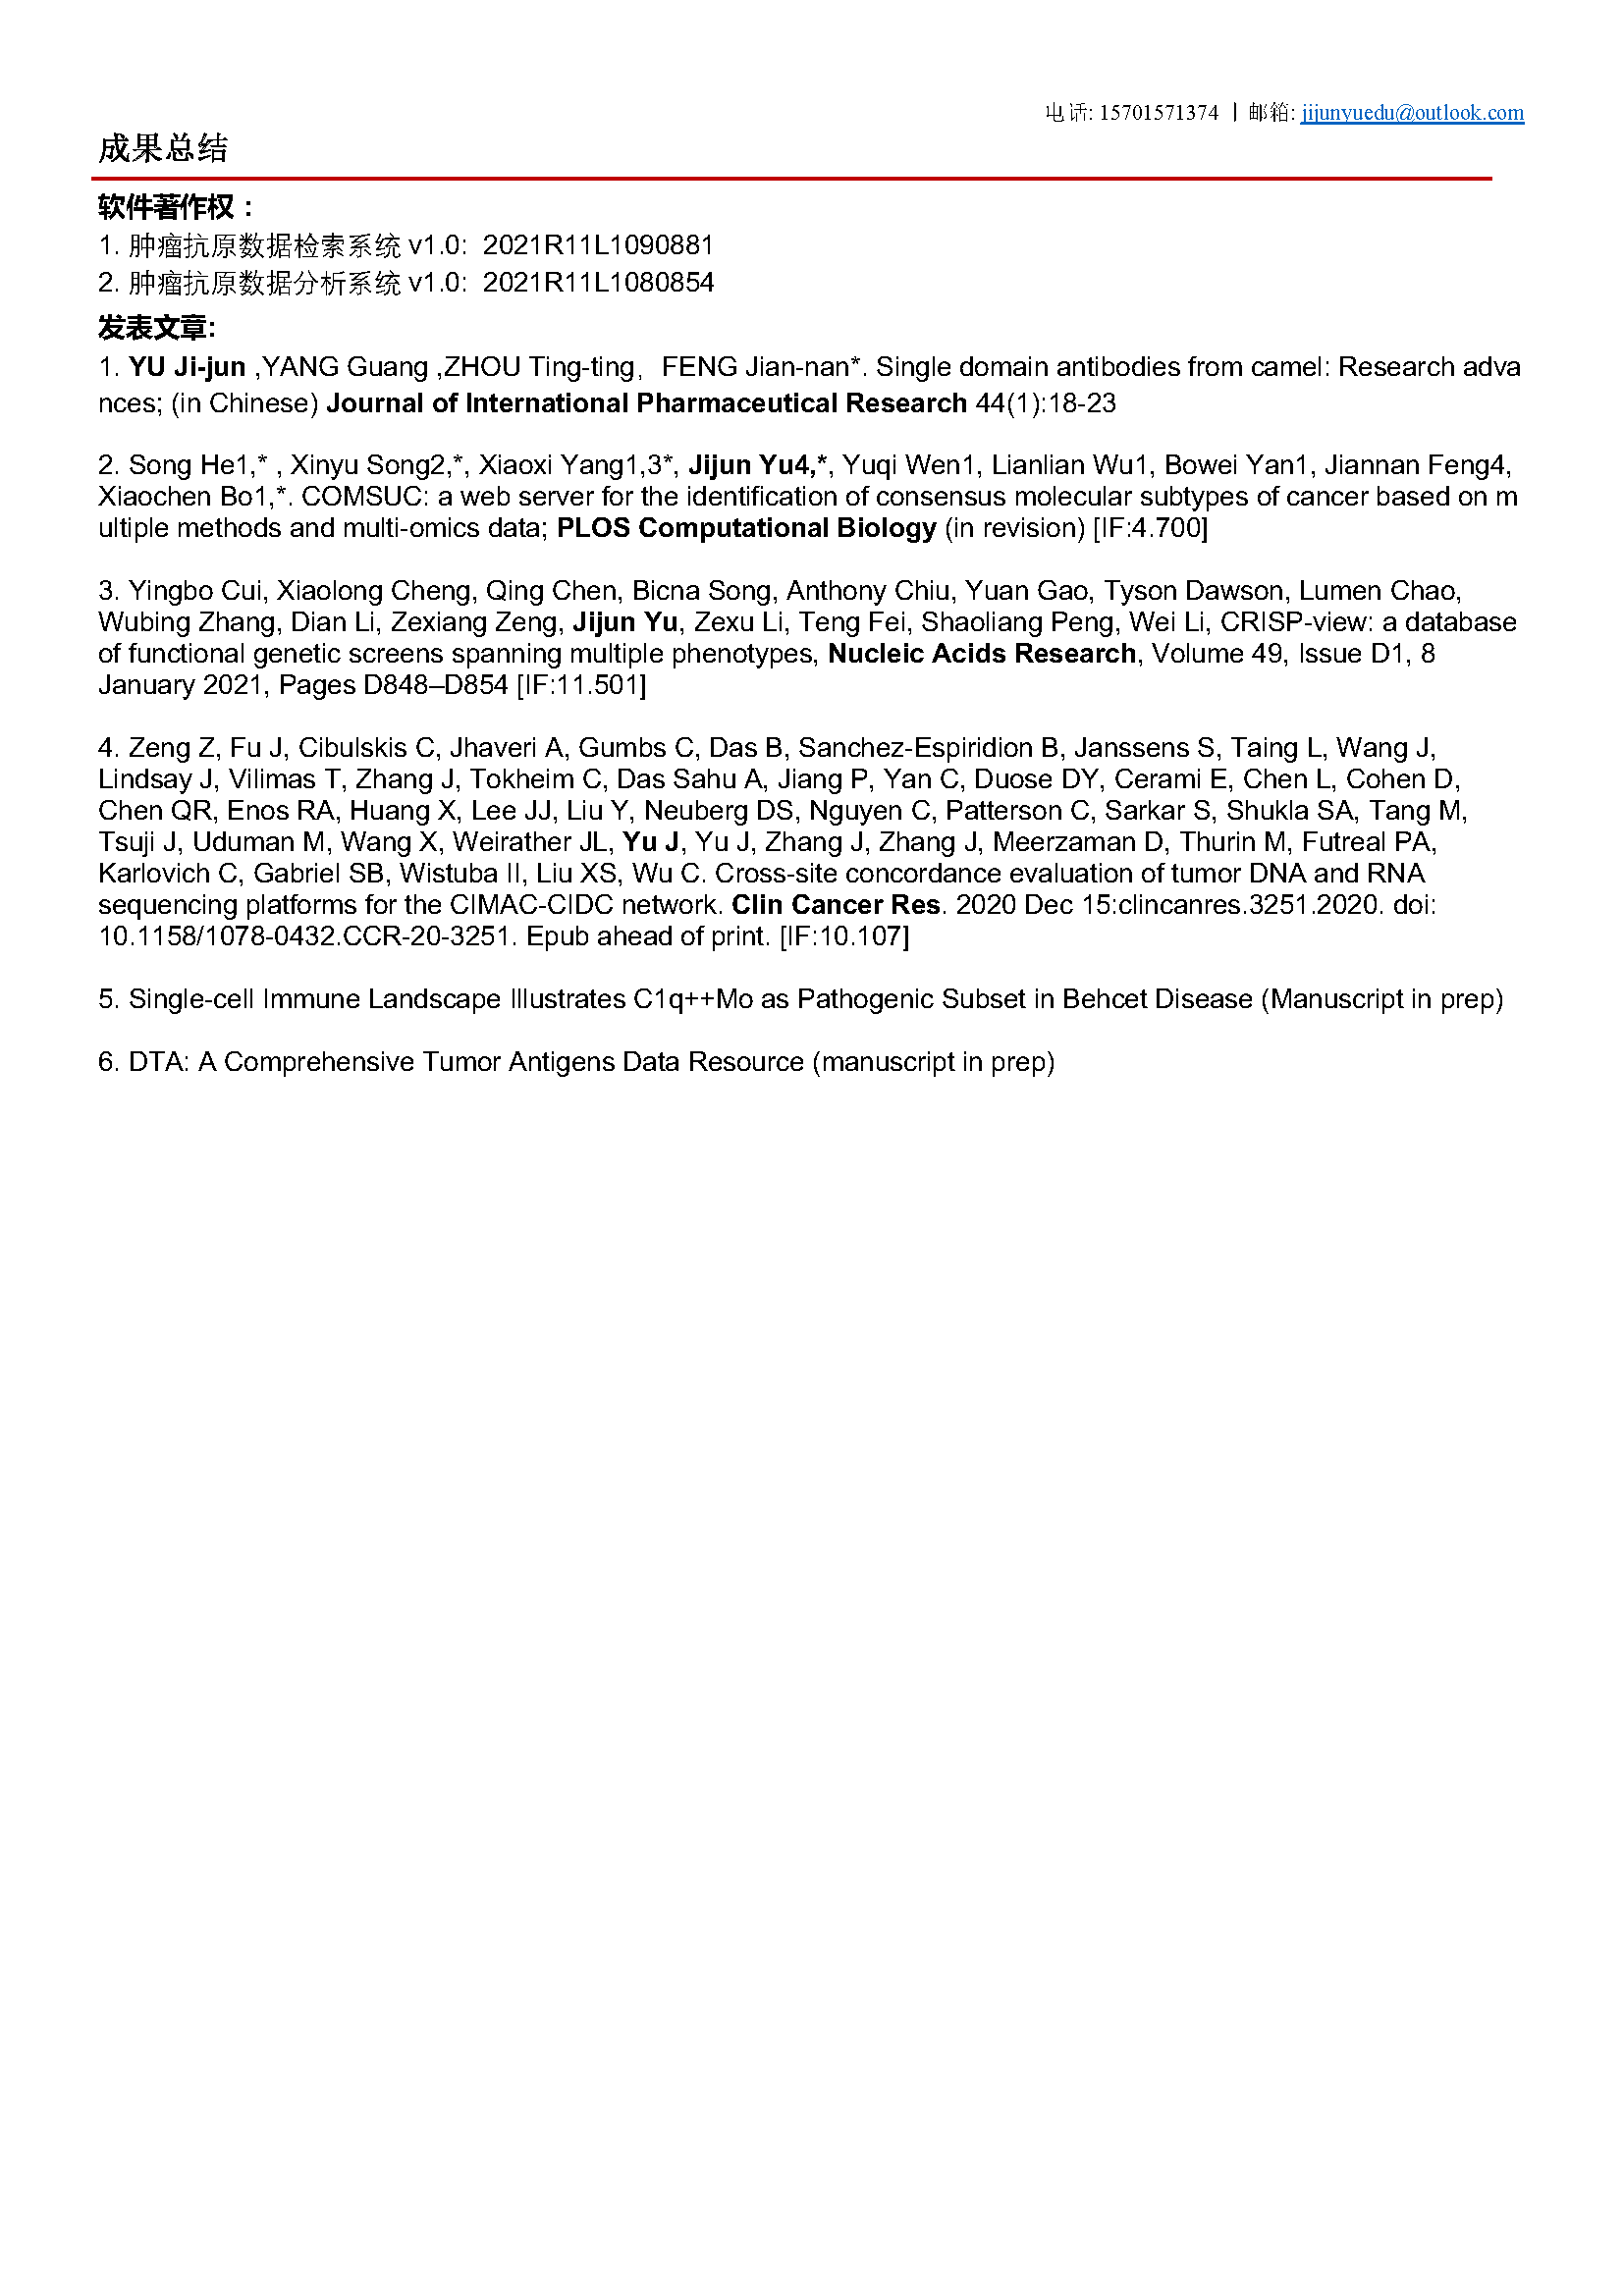 电话: 15701571374 丨 邮箱: jijunyuedu@outlook.com
成果总结
软件著作权：
1. 肿瘤抗原数据检索系统 v1.0:  2021R11L1090881
2. 肿瘤抗原数据分析系统 v1.0:  2021R11L1080854
发表文章:
1. YU Ji-jun ,YANG Guang ,ZHOU Ting-ting,   FENG Jian-nan*. Single domain antibodies from camel: Research adva
nces; (in Chinese) Journal of International Pharmaceutical Research 44(1):18-23
2. Song He1,* , Xinyu Song2,*, Xiaoxi Yang1,3*, Jijun Yu4,*, Yuqi Wen1, Lianlian Wu1, Bowei Yan1, Jiannan Feng4,
Xiaochen Bo1,*. COMSUC: a web server for the identification of consensus molecular subtypes of cancer based on m
ultiple methods and multi-omics data; PLOS Computational Biology (in revision) [IF:4.700]
3. Yingbo Cui, Xiaolong Cheng, Qing Chen, Bicna Song, Anthony Chiu, Yuan Gao, Tyson Dawson, Lumen Chao,
Wubing Zhang, Dian Li, Zexiang Zeng, Jijun Yu, Zexu Li, Teng Fei, Shaoliang Peng, Wei Li, CRISP-view: a database
of functional genetic screens spanning multiple phenotypes, Nucleic Acids Research, Volume 49, Issue D1, 8
January 2021, Pages D848–D854 [IF:11.501]
4. Zeng Z, Fu J, Cibulskis C, Jhaveri A, Gumbs C, Das B, Sanchez-Espiridion B, Janssens S, Taing L, Wang J,
Lindsay J, Vilimas T, Zhang J, Tokheim C, Das Sahu A, Jiang P, Yan C, Duose DY, Cerami E, Chen L, Cohen D,
Chen QR, Enos RA, Huang X, Lee JJ, Liu Y, Neuberg DS, Nguyen C, Patterson C, Sarkar S, Shukla SA, Tang M,
Tsuji J, Uduman M, Wang X, Weirather JL, Yu J, Yu J, Zhang J, Zhang J, Meerzaman D, Thurin M, Futreal PA,
Karlovich C, Gabriel SB, Wistuba II, Liu XS, Wu C. Cross-site concordance evaluation of tumor DNA and RNA
sequencing platforms for the CIMAC-CIDC network. Clin Cancer Res. 2020 Dec 15:clincanres.3251.2020. doi:
10.1158/1078-0432.CCR-20-3251. Epub ahead of print. [IF:10.107]
5. Single-cell Immune Landscape Illustrates C1q++Mo as Pathogenic Subset in Behcet Disease (Manuscript in prep)
6. DTA: A Comprehensive Tumor Antigens Data Resource (manuscript in prep)